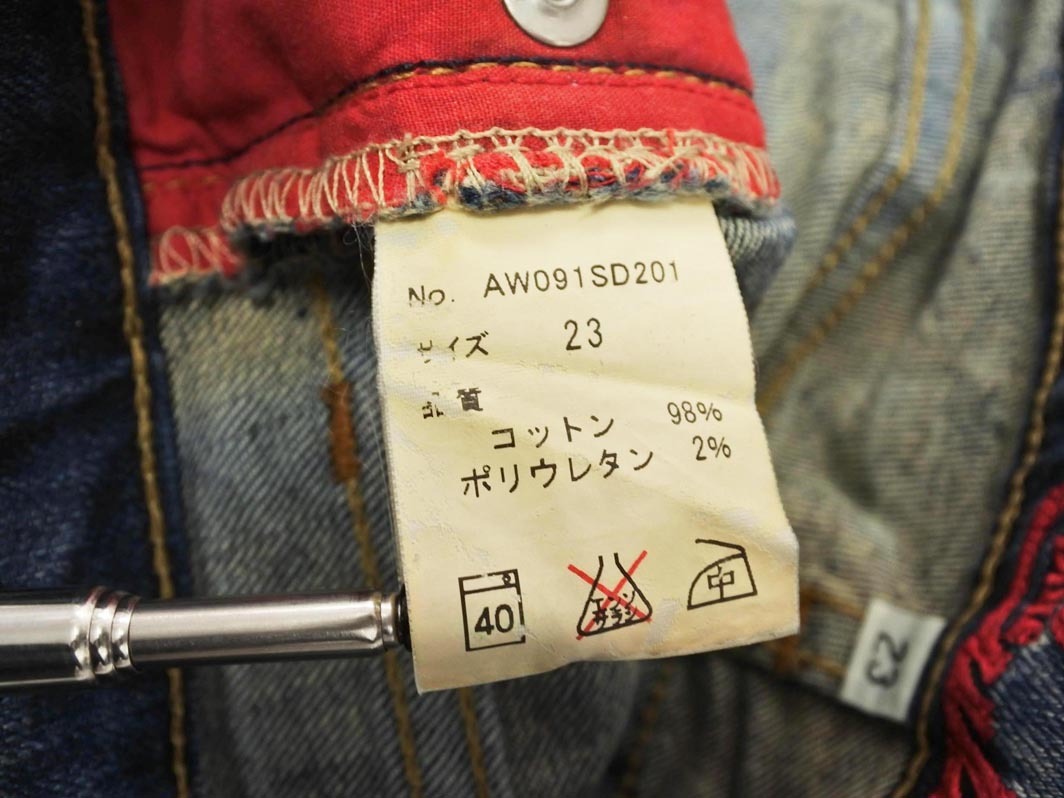 No. AW091SD201
サイズ 23
品質
コットン 98%
ポリウレタン 2%
40
中
23